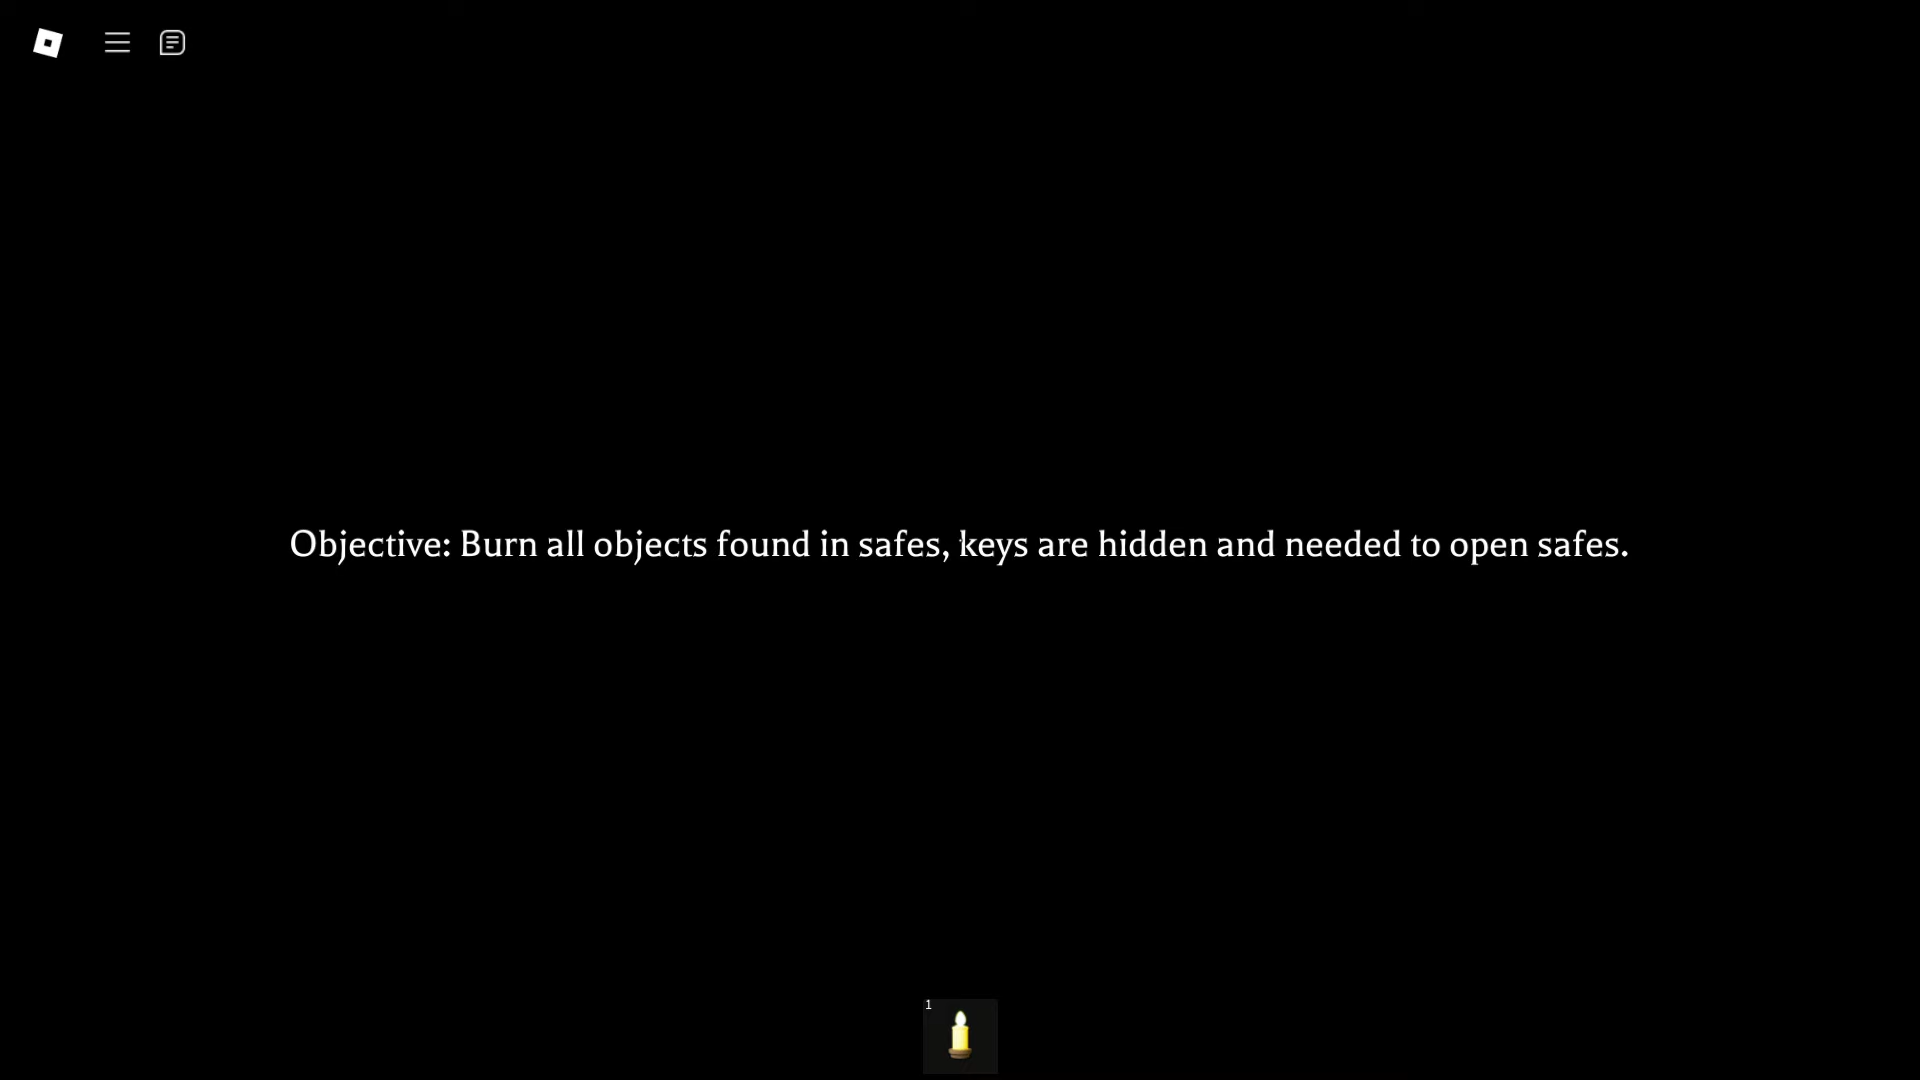 Objective: Burn all objects found in safes, keys are hidden and needed to open safes.
1